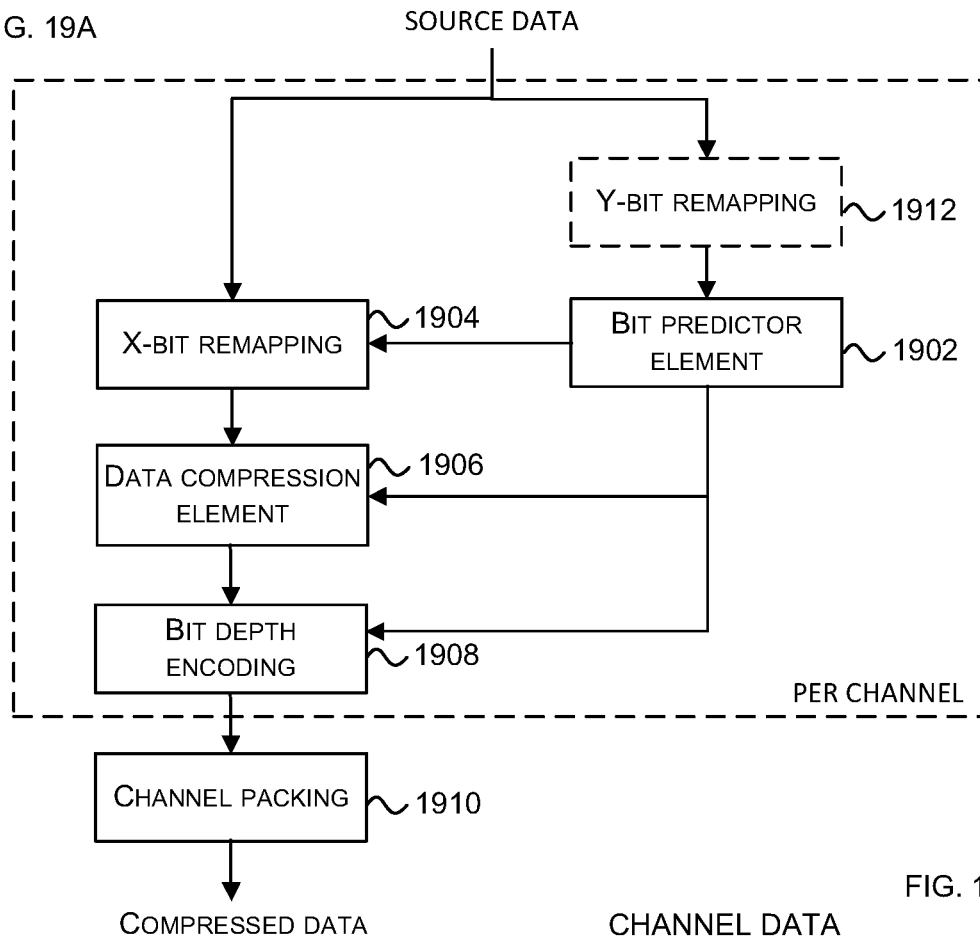 G. 19A
SOURCE DATA
Y-BIT REMAPPING
1912
X-BIT REMAPPING
1904
BIT PREDICTOR
ELEMENT
1902
DATA COMPRESSION
ELEMENT
1906
BIT DEPTH
ENCODING
1908
PER CHANNEL
CHANNEL PACKING
1910
FIG. 1
COMPRESSED DATA
CHANNEL DATA